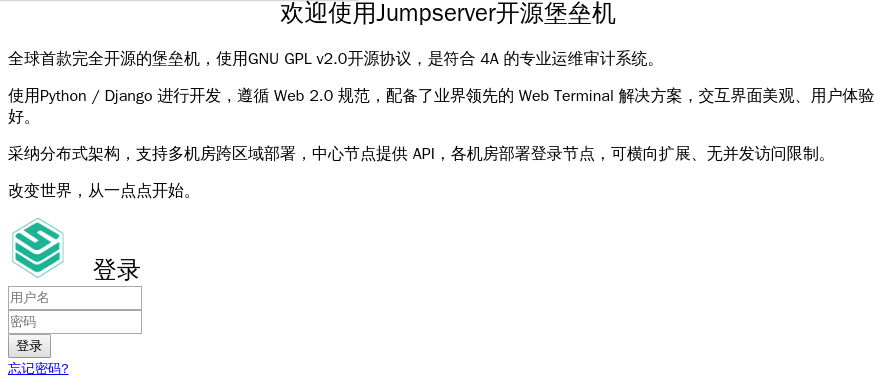 欢迎使用Jumpserver开源堡垒机
全球首款完全开源的堡垒机，使用GNU GPL v2.0开源协议，是符合 4A 的专业运维审计系统。
使用Python / Django 进行开发，遵循 Web 2.0 规范，配备了业界领先的 Web Terminal 解决方案，交互界面美观、用户体验
好。
采纳分布式架构，支持多机房跨区域部署，中心节点提供 API，各机房部署登录节点，可横向扩展、无并发访问限制。
改变世界，从一点点开始。
登录
用户名
密码
登录
忘记密码?